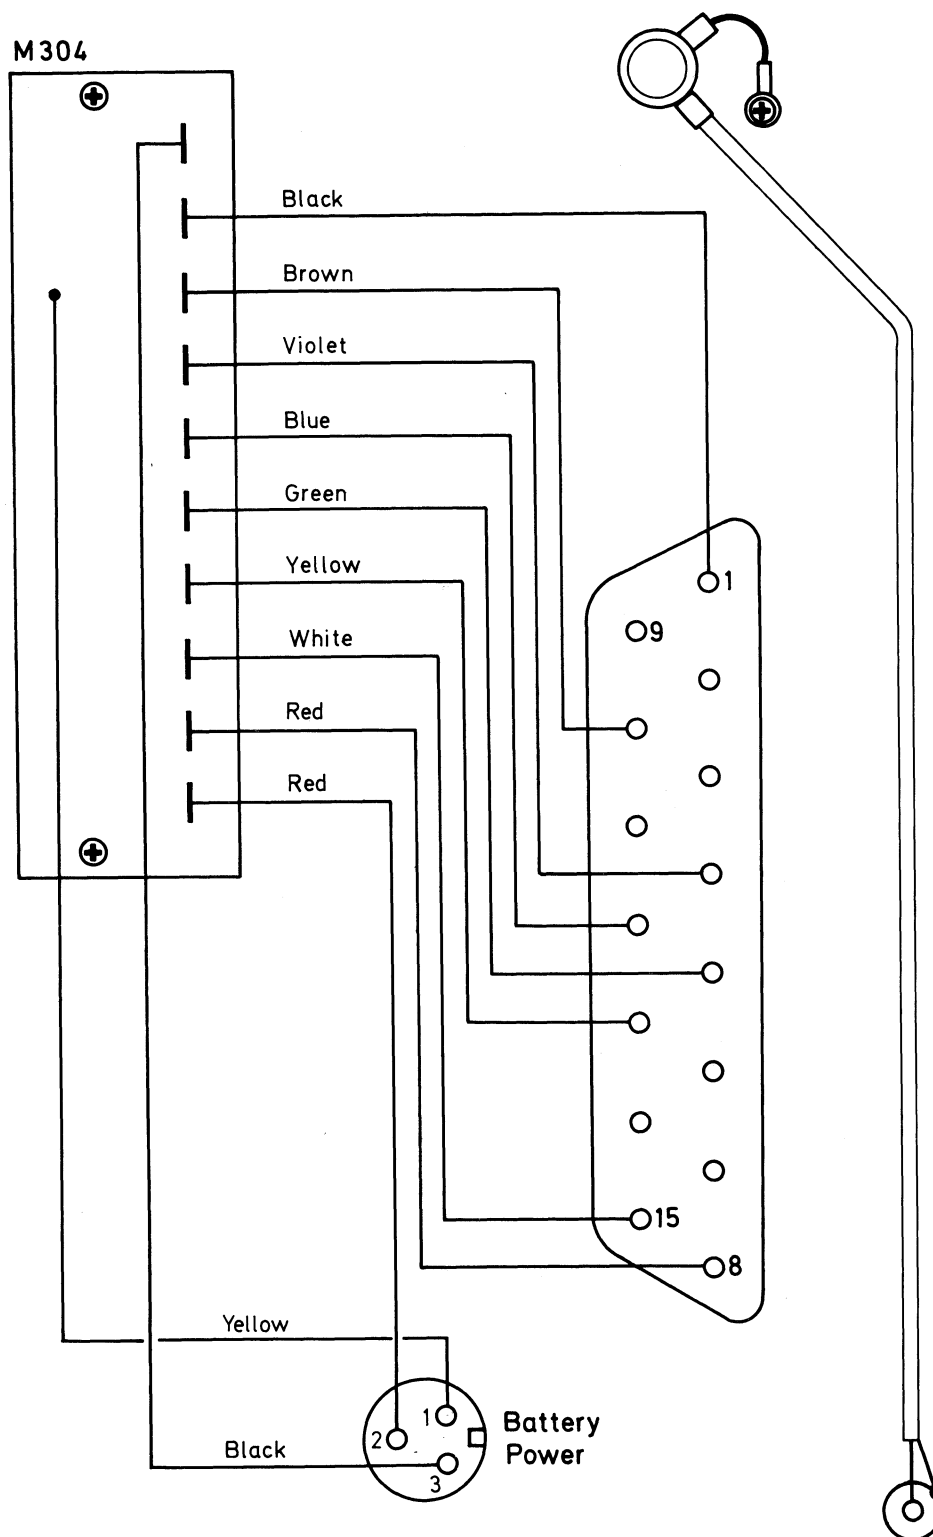 M304
Black
Brown
Violet
Blue
Green
Yellow
White
Red
Red
1
9
15
8
Yellow
Black
1
2
3
Battery
Power